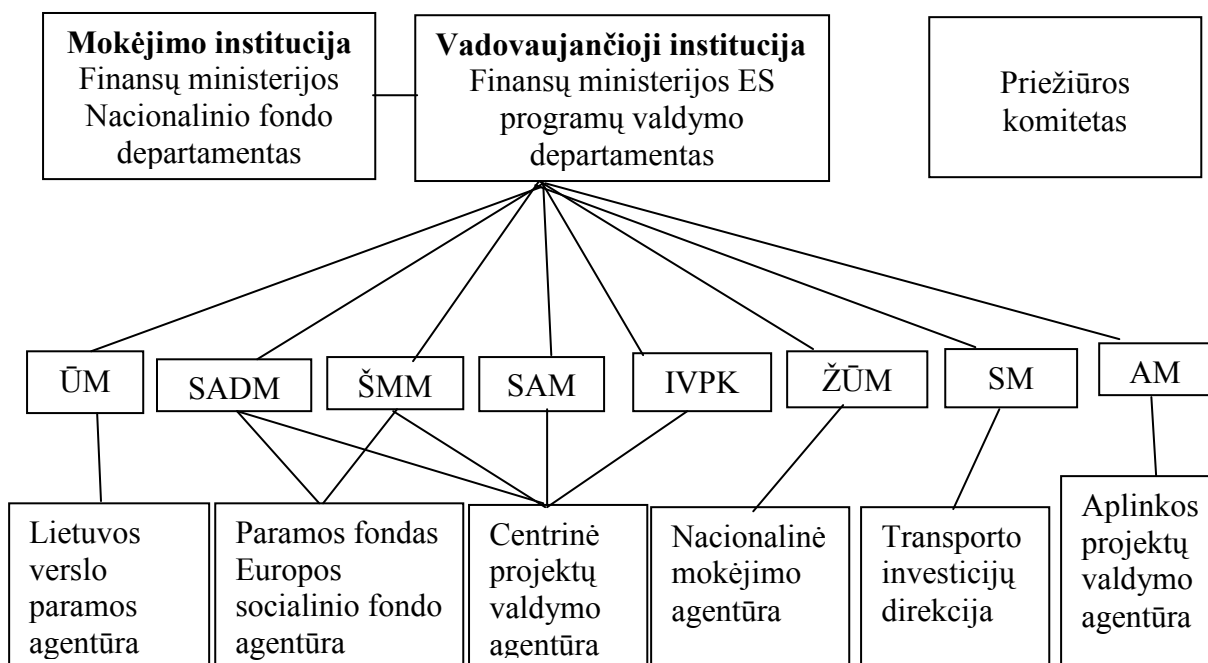 Mokėjimo institucija
Finansų ministerijos
Nacionalinio fondo
departamentas
Vadovaujančioji institucija
Finansų ministerijos ES
programų valdymo
departamentas
Priežiūros
komitetas
ŪM
SADM
ŠMM
SAM
IVPK
ŽŪM
SM
AM
Lietuvos
verslo
paramos
agentūra
Paramos fondas
Europos
socialinio fondo
agentūra
Centrinė
projektų
valdymo
agentūra
Nacionalinė
mokėjimo
agentūra
Transporto
investicijų
direkcija
Aplinkos
projektų
valdymo
agentūra